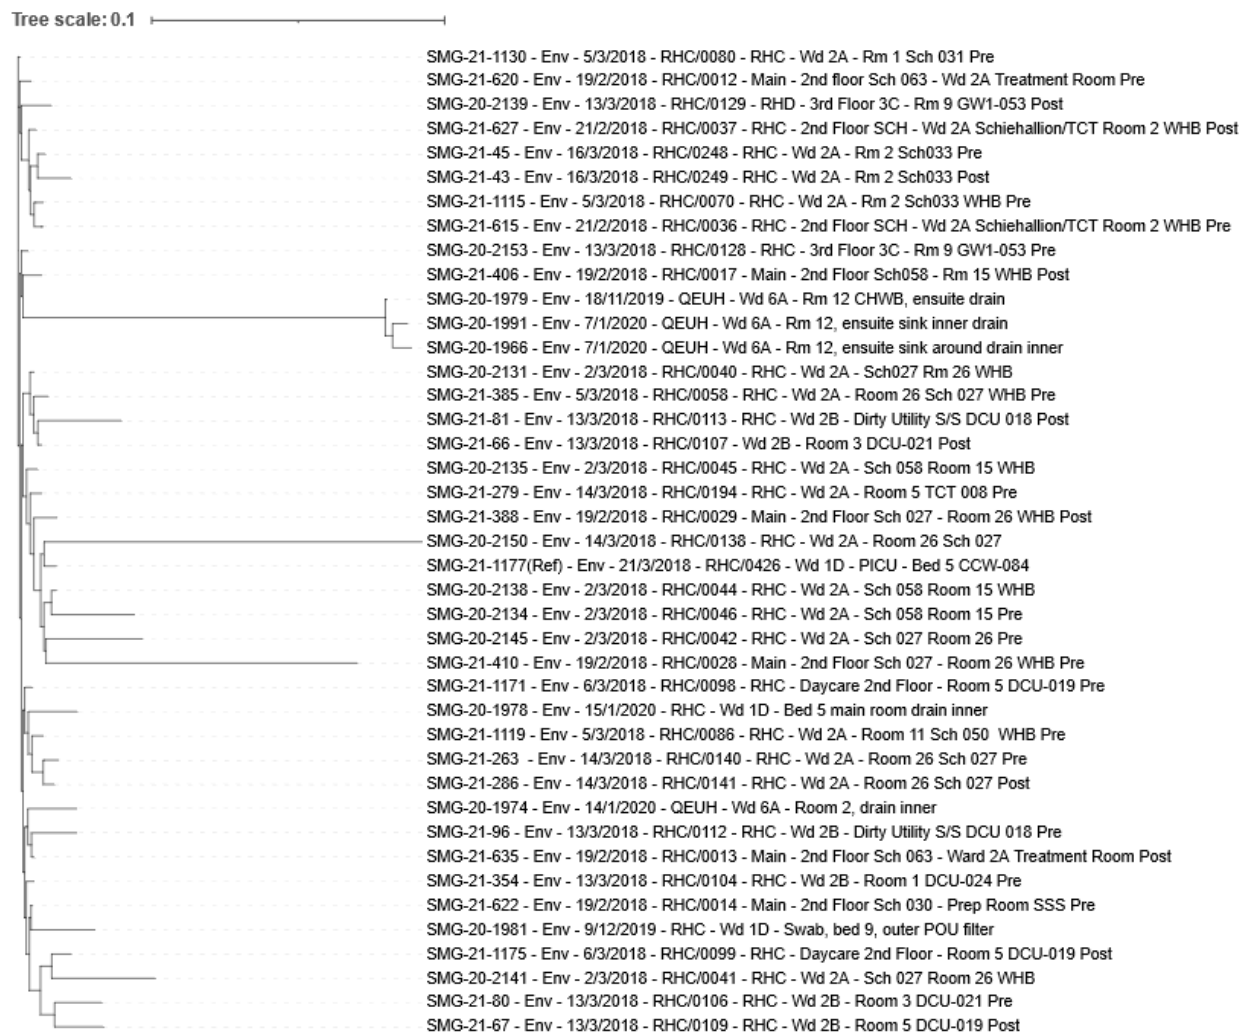 Tree scale: 0.1
SMG-21-1130 - Env - 5/3/2018 - RHC/0080 - RHC - Wd 2A - Rm 1 Sch 031 Pre
SMG-21-620 - Env - 19/2/2018 - RHC/0012 - Main - 2nd floor Sch 063 - Wd 2A Treatment Room Pre
SMG-20-2139 - Env - 13/3/2018 - RHC/0129 - RHD - 3rd Floor 3C - Rm 9 GW1-053 Post
SMG-21-627 - Env - 21/2/2018 - RHC/0037 - RHC - 2nd Floor SCH - Wd 2A Schiehallion/TCT Room 2 WHB Post
SMG-21-45 - Env - 16/3/2018 - RHC/0248 - RHC - Wd 2A - Rm 2 Sch033 Pre
SMG-21-43 - Env - 16/3/2018 - RHC/0249 - RHC - Wd 2A - Rm 2 Sch033 Post
SMG-21-1115 - Env - 5/3/2018 - RHC/0070 - RHC - Wd 2A - Rm 2 Sch033 WHB Pre
SMG-21-615 - Env - 21/2/2018 - RHC/0036 - RHC - 2nd Floor SCH - Wd 2A Schiehallion/TCT Room 2 WHB Pre
SMG-20-2153 - Env - 13/3/2018 - RHC/0128 - RHC - 3rd Floor 3C - Rm 9 GW1-053 Pre
SMG-21-406 - Env - 19/2/2018 - RHC/0017 - Main - 2nd Floor Sch058 - Rm 15 WHB Post
SMG-20-1979 - Env - 18/11/2019 - QEUH - Wd 6A - Rm 12 CHWB, ensuite drain
SMG-20-1991 - Env - 7/1/2020 - QEUH - Wd 6A - Rm 12, ensuite sink inner drain
SMG-20-1966 - Env - 7/1/2020 - QEUH - Wd 6A - Rm 12, ensuite sink around drain inner
SMG-20-2131 - Env - 2/3/2018 - RHC/0040 - RHC - Wd 2A - Sch027 Rm 26 WHB
SMG-21-385 - Env - 5/3/2018 - RHC/0058 - RHC - Wd 2A - Room 26 Sch 027 WHB Pre
SMG-21-81 - Env - 13/3/2018 - RHC/0113 - RHC - Wd 2B - Dirty Utility S/S DCU 018 Post
SMG-21-66 - Env - 13/3/2018 - RHC/0107 - Wd 2B - Room 3 DCU-021 Post
SMG-20-2135 - Env - 2/3/2018 - RHC/0045 - RHC - Wd 2A - Sch 058 Room 15 WHB
SMG-21-279 - Env - 14/3/2018 - RHC/0194 - RHC - Wd 2A - Room 5 TCT 008 Pre
SMG-21-388 - Env - 19/2/2018 - RHC/0029 - Main - 2nd Floor Sch 027 - Room 26 WHB Post
SMG-20-2150 - Env - 14/3/2018 - RHC/0138 - RHC - Wd 2A - Room 26 Sch 027
SMG-21-1177(Ref) - Env - 21/3/2018 - RHC/0426 - Wd 1D - PICU - Bed 5 CCW-084
SMG-20-2138 - Env - 2/3/2018 - RHC/0044 - RHC - Wd 2A - Sch 058 Room 15 WHB
SMG-20-2134 - Env - 2/3/2018 - RHC/0046 - RHC - Wd 2A - Sch 058 Room 15 Pre
SMG-20-2145 - Env - 2/3/2018 - RHC/0042 - RHC - Wd 2A - Sch 027 Room 26 Pre
SMG-21-410 - Env - 19/2/2018 - RHC/0028 - Main - 2nd Floor Sch 027 - Room 26 WHB Pre
SMG-21-1171 - Env - 6/3/2018 - RHC/0098 - RHC - Daycare 2nd Floor - Room 5 DCU-019 Pre
SMG-20-1978 - Env - 15/1/2020 - RHC - Wd 1D - Bed 5 main room drain inner
SMG-21-1119 - Env - 5/3/2018 - RHC/0086 - RHC - Wd 2A - Room 11 Sch 050 WHB Pre
SMG-21-263 - Env - 14/3/2018 - RHC/0140 - RHC - Wd 2A - Room 26 Sch 027 Pre
SMG-21-286 - Env - 14/3/2018 - RHC/0141 - RHC - Wd 2A - Room 26 Sch 027 Post
SMG-20-1974 - Env - 14/1/2020 - QEUH - Wd 6A - Room 2, drain inner
SMG-21-96 - Env - 13/3/2018 - RHC/0112 - RHC - Wd 2B - Dirty Utility S/S DCU 018 Pre
SMG-21-635 - Env - 19/2/2018 - RHC/0013 - Main - 2nd Floor Sch 063 - Ward 2A Treatment Room Post
SMG-21-354 - Env - 13/3/2018 - RHC/0104 - RHC - Wd 2B - Room 1 DCU-024 Pre
SMG-21-622 - Env - 19/2/2018 - RHC/0014 - Main - 2nd Floor Sch 030 - Prep Room SSS Pre
SMG-20-1981 - Env - 9/12/2019 - RHC - Wd 1D - Swab, bed 9, outer POU filter
SMG-21-1175 - Env - 6/3/2018 - RHC/0099 - RHC - Daycare 2nd Floor - Room 5 DCU-019 Post
SMG-20-2141 - Env - 2/3/2018 - RHC/0041 - RHC - Wd 2A - Sch 027 Room 26 WHB
SMG-21-80 - Env - 13/3/2018 - RHC/0106 - RHC - Wd 2B - Room 3 DCU-021 Pre
SMG-21-67 - Env - 13/3/2018 - RHC/0109 - RHC - Wd 2B - Room 5 DCU-019 Post